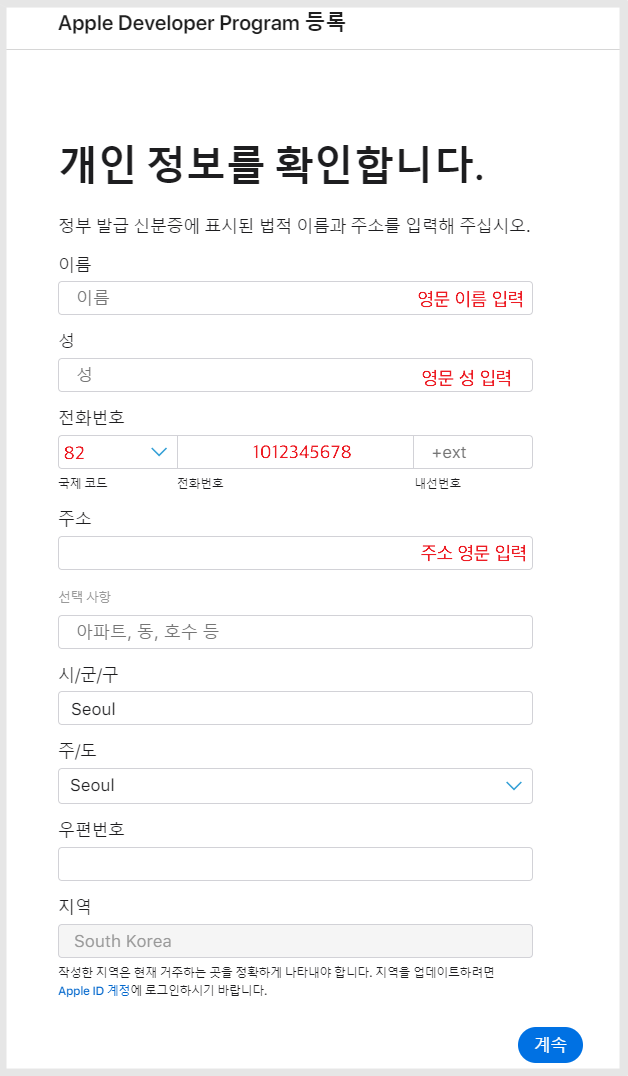 Apple Developer Program 등록
개인 정보를 확인합니다.
정부 발급 신분증에 표시된 법적 이름과 주소를 입력해 주십시오.
이름
이름 영문 이름 입력
성
성 영문 성 입력
전화번호
82 1012345678 +ext
국제 코드 전화번호 내선번호
주소
주소 영문 입력
선택 사항
아파트, 동, 호수 등
시/군/구
Seoul
주/도
Seoul
우편번호
지역
South Korea
작성한 지역은 현재 거주하는 곳을 정확하게 나타내야 합니다. 지역을 업데이트하려면
Apple ID 계정에 로그인하시기 바랍니다.
계속